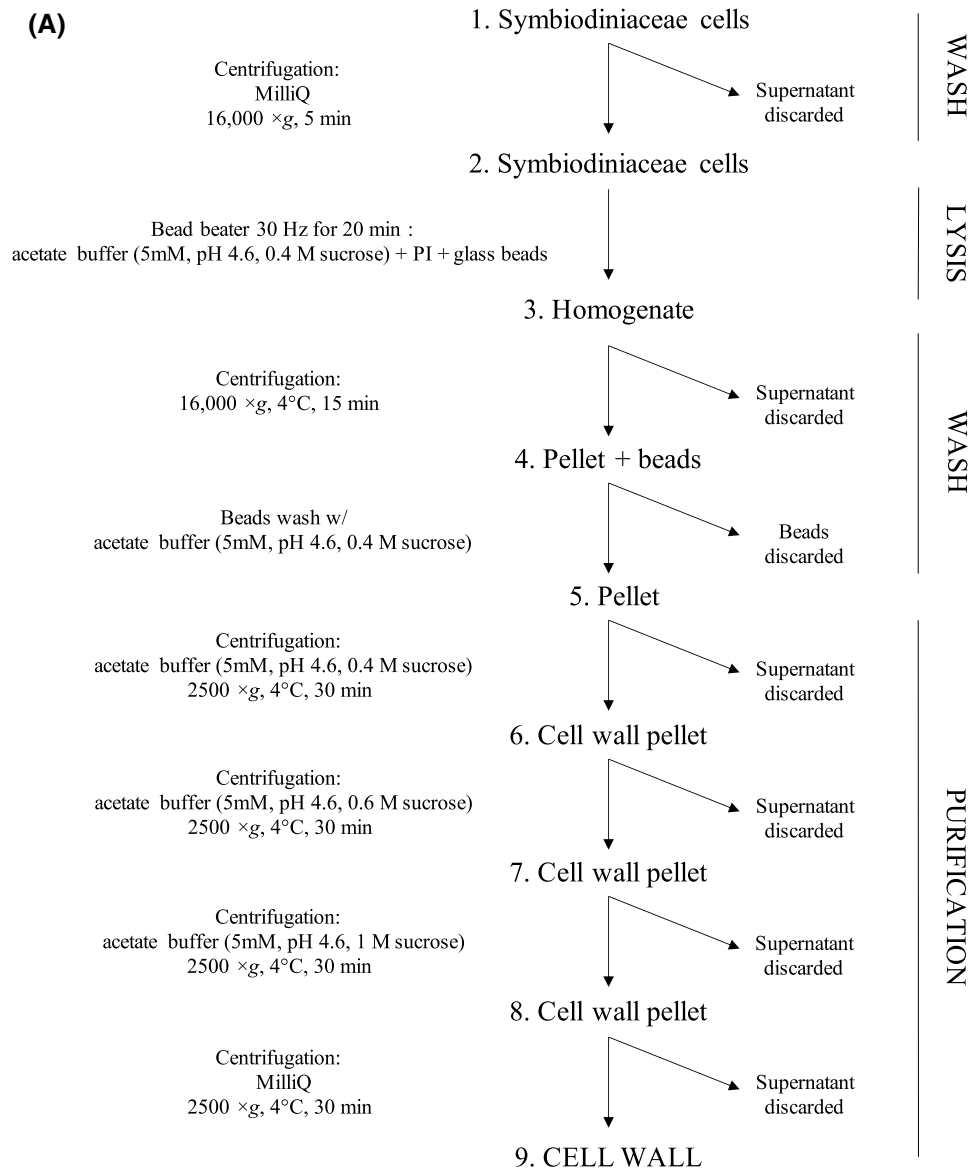 (A)
1. Symbiodiniaceae cells
Centrifugation:
MilliQ
16,000 ×g, 5 min
Supernatant
discarded
WASH
2. Symbiodiniaceae cells
Bead beater 30 Hz for 20 min :
acetate buffer (5mM, pH 4.6, 0.4 M sucrose) + PI + glass beads
LYSIS
3. Homogenate
Centrifugation:
16,000 ×g, 4°C, 15 min
Supernatant
discarded
WASH
4. Pellet + beads
Beads wash w/
acetate buffer (5mM, pH 4.6, 0.4 M sucrose)
Beads
discarded
5. Pellet
Centrifugation:
acetate buffer (5mM, pH 4.6, 0.4 M sucrose)
2500 ×g, 4°C, 30 min
Supernatant
discarded
6. Cell wall pellet
Centrifugation:
acetate buffer (5mM, pH 4.6, 0.6 M sucrose)
2500 ×g, 4°C, 30 min
Supernatant
discarded
PURIFICATION
7. Cell wall pellet
Centrifugation:
acetate buffer (5mM, pH 4.6, 1 M sucrose)
2500 ×g, 4°C, 30 min
Supernatant
discarded
8. Cell wall pellet
Centrifugation:
MilliQ
2500 ×g, 4°C, 30 min
Supernatant
discarded
9. CELL WALL